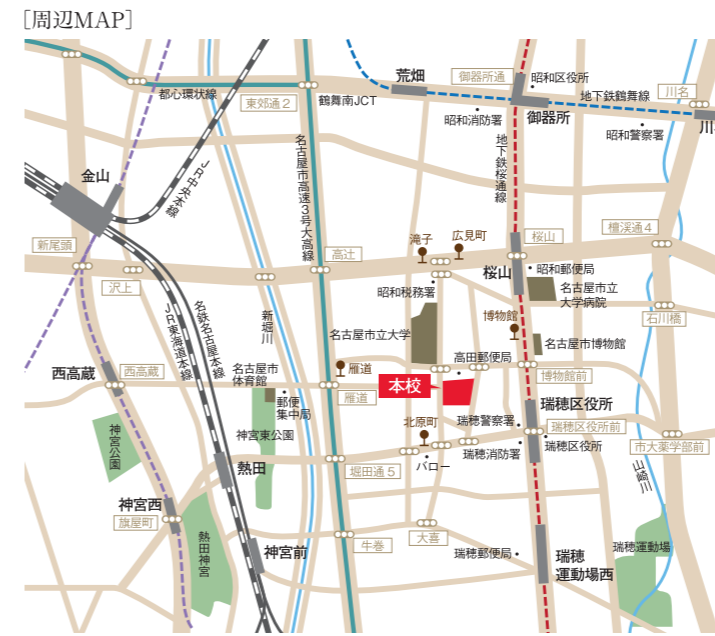 [周辺MAP]
荒畑
御器所通
昭和区役所
都心環状線
東郊通2
鶴舞南JCT
昭和消防署
御器所
地下鉄鶴舞線
川名
川
昭和警察署
名古屋市高速3号大高線
地下鉄桜通線
金山
JR中央本線
新尾頭
沢上
高辻
滝子
広見町
桜山
檀渓通4
桜山
昭和郵便局
昭和税務署
名古屋市立
大学病院
新堀川
名鉄名古屋本線
JR東海道本線
博物館
石川橋
名古屋市立大学
名古屋市博物館
高田郵便局
西高蔵
西高蔵
名古屋市
体育館
雁道
雁道
本校
博物館前
郵便
集中局
瑞穂区役所
神宮東公園
北原町
瑞穂警察署
瑞穂区役所前
神宮公園
バロー
瑞穂消防署
瑞穂区役所
市大薬学部前
熱田
堀田通5
山崎川
神宮西
旗屋町
熱田神宮
神宮前
牛巻
大喜
瑞穂郵便局
瑞穂
運動場西
瑞穂運動場